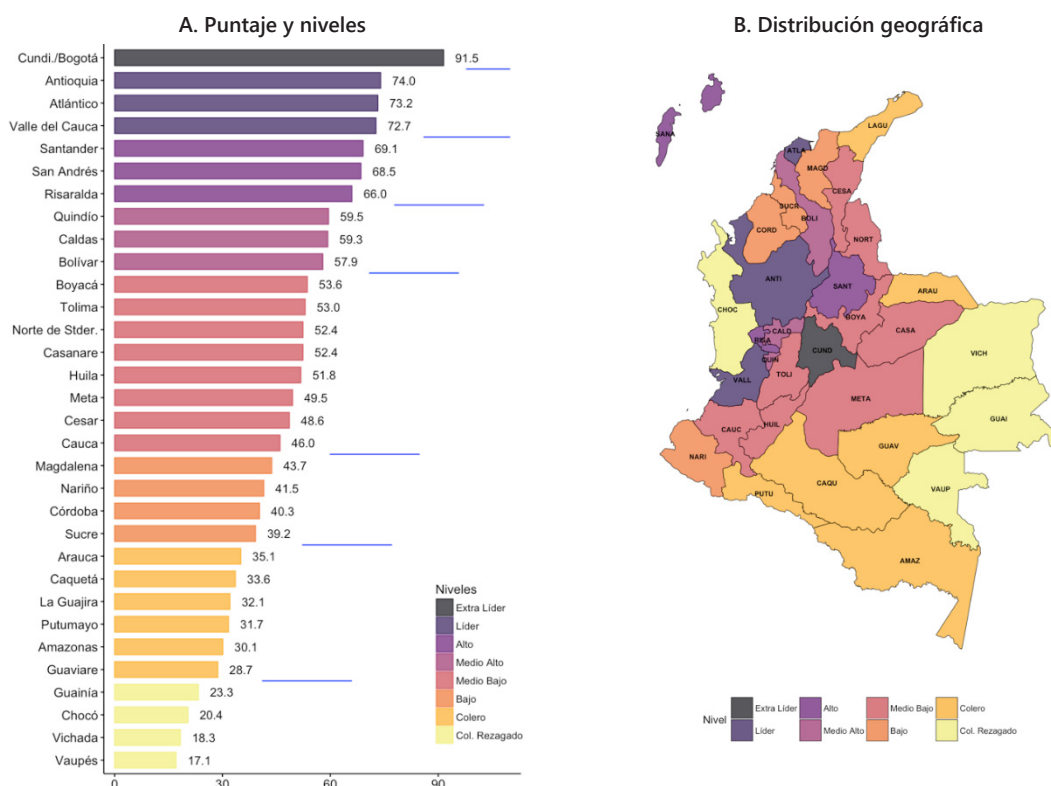 A. Puntaje y niveles
Cundi./Bogotá 91.5
Antioquia 74.0
Atlántico 73.2
Valle del Cauca 72.7
Santander 69.1
San Andrés 68.5
Risaralda 66.0
Quindío 59.5
Caldas 59.3
Bolívar 57.9
Boyacá 53.6
Tolima 53.0
Norte de Stder. 52.4
Casanare 52.4
Huila 51.8
Meta 49.5
Cesar 48.6
Cauca 46.0
Magdalena 43.7
Nariño 41.5
Córdoba 40.3
Sucre 39.2
Arauca 35.1
Caquetá 33.6
La Guajira 32.1
Putumayo 31.7
Amazonas 30.1
Guaviare 28.7
Guainía 23.3
Chocó 20.4
Vichada 18.3
Vaupés 17.1
0 30 60 90
Niveles
Extra Líder
Líder
Alto
Medio Alto
Medio Bajo
Bajo
Colero
Col. Rezagado
B. Distribución geográfica
SANA
LAGU
ATLA
MAGD
CESA
SUCR
BOLI
CORD
NORT
ANTI
SANT
ARAU
CHOC
BOYA
CASA
CALD
RISA
CUND
VICH
QUIN
TOLI
VALL
META
GUAI
CAUC
HUIL
GUAV
NARI
CAQU
VAUP
PUTU
AMAZ
Nivel
Extra Líder Alto Medio Bajo Colero
Líder Medio Alto Bajo Col. Rezagado